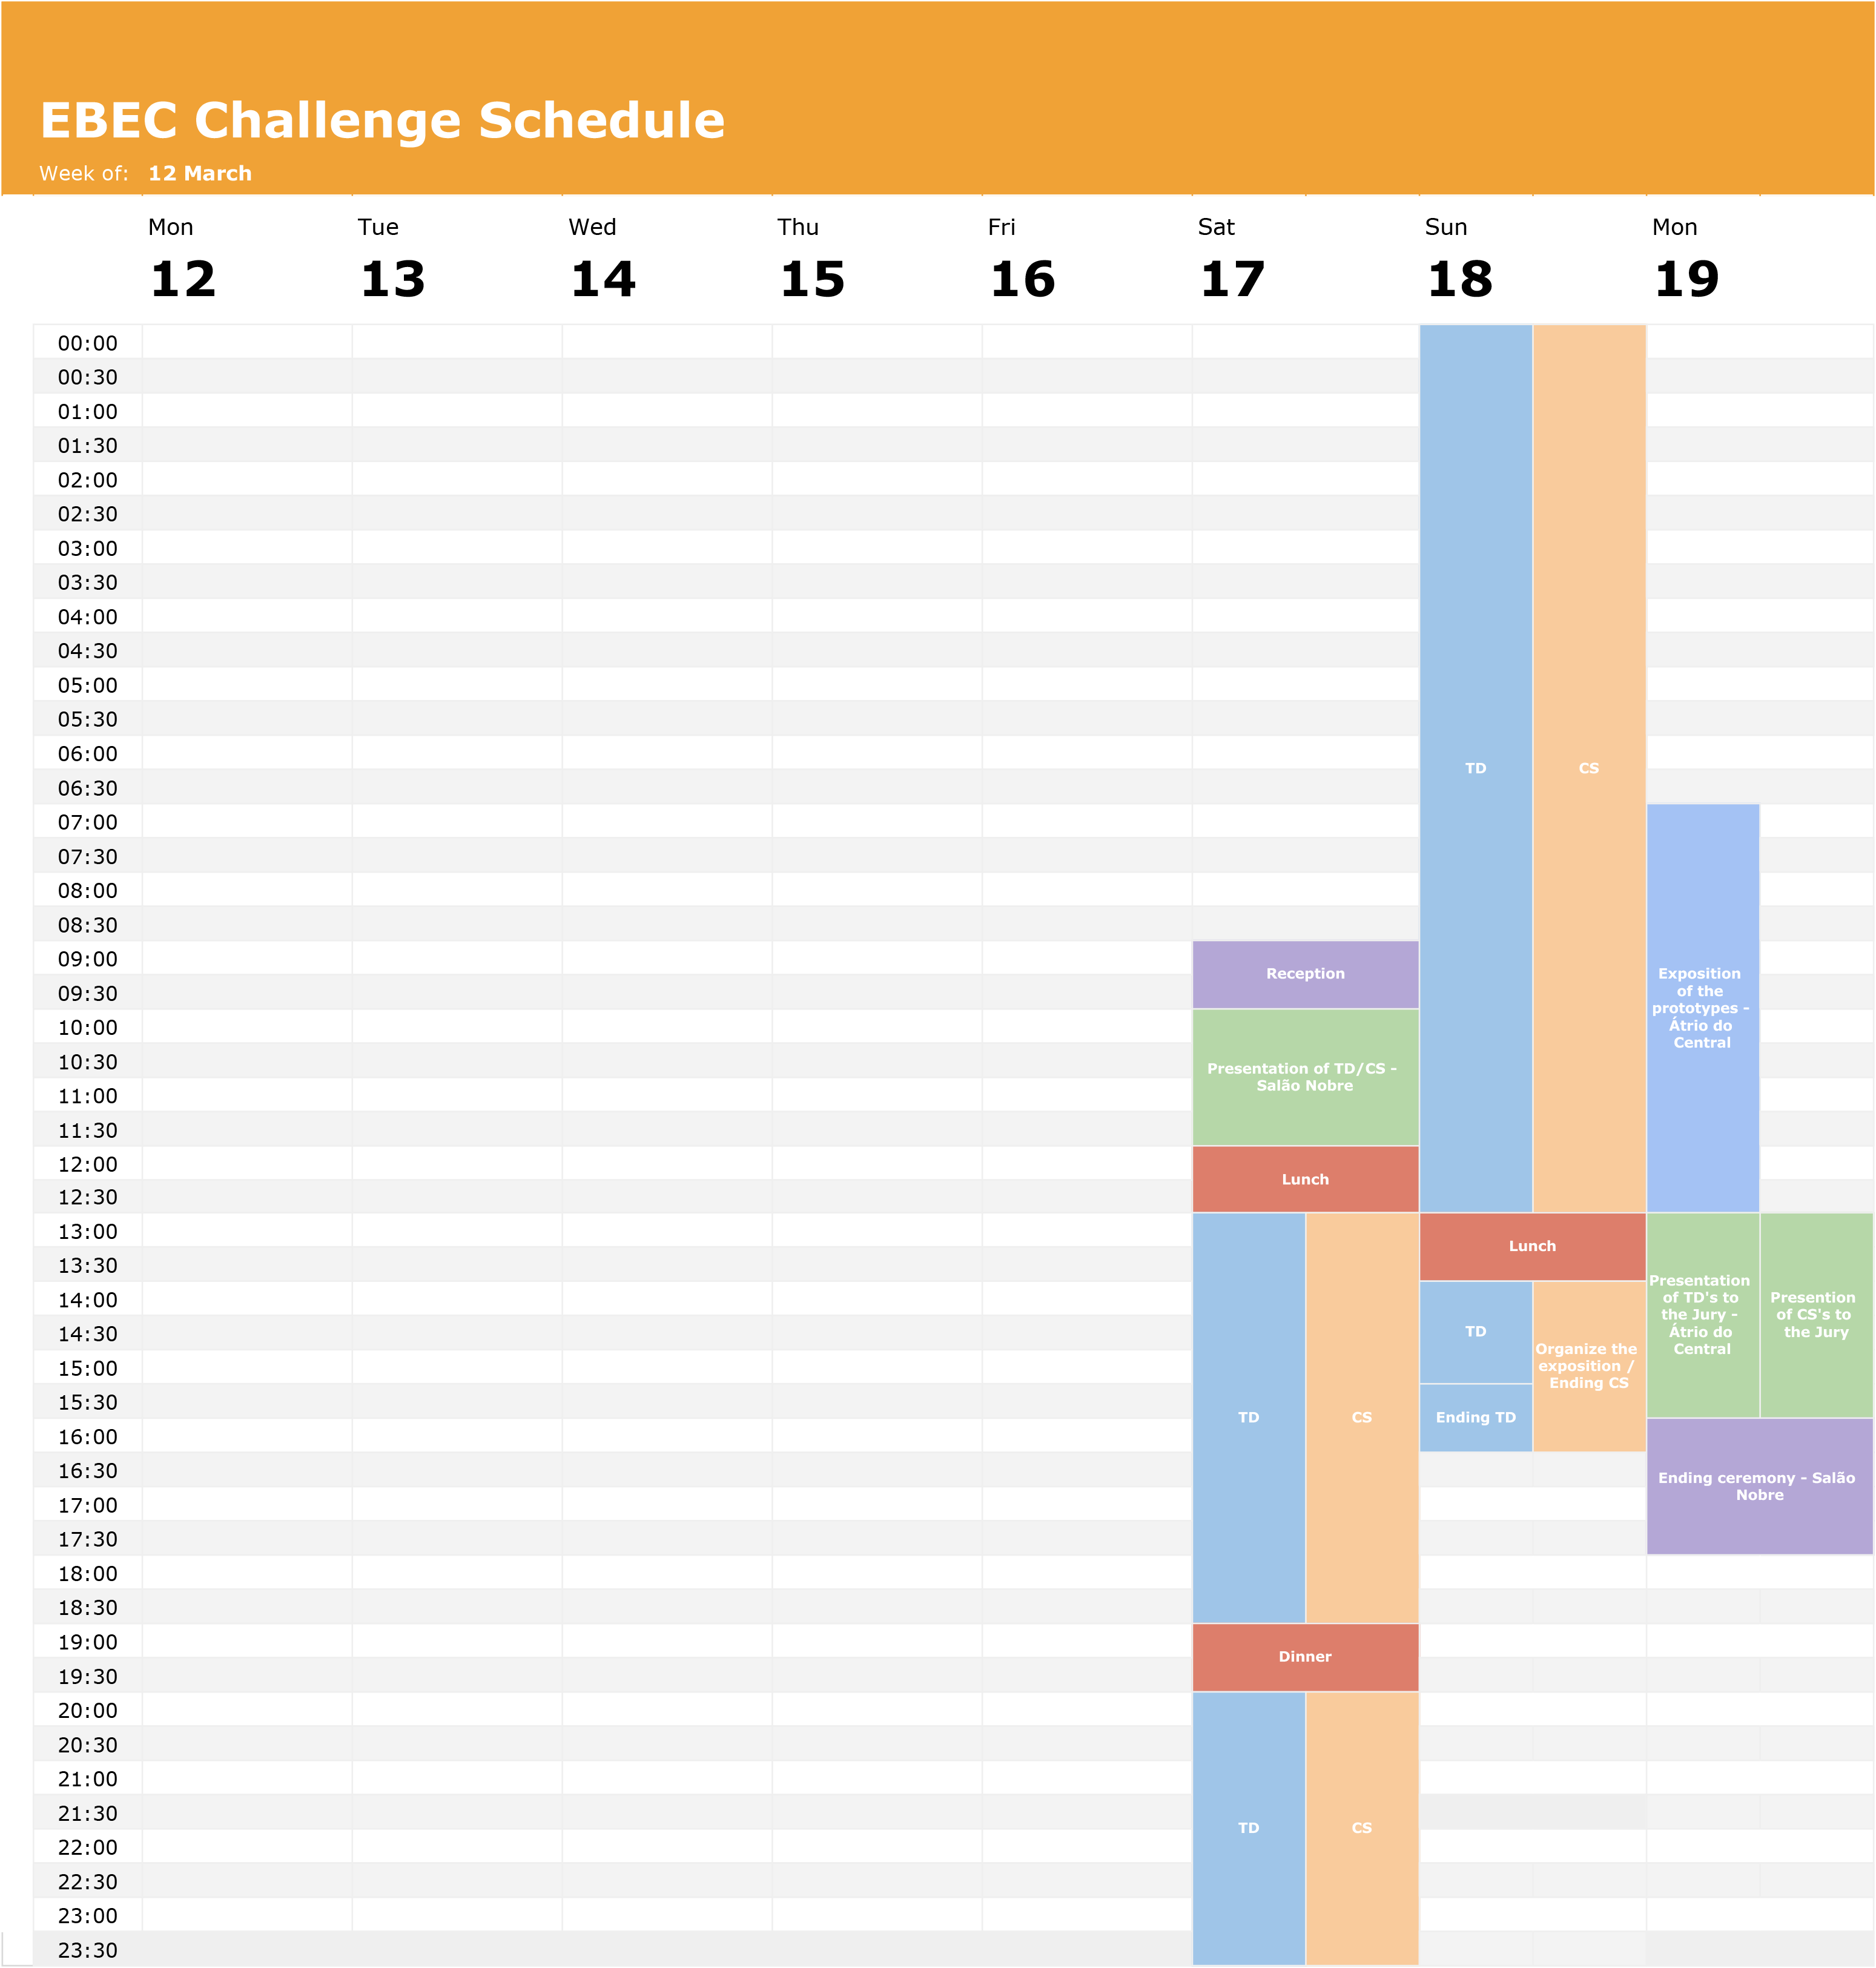 EBEC Challenge Schedule
Week of: 12 March
Mon Tue Wed Thu Fri Sat Sun Mon
12 13 14 15 16 17 18 19
00:00
00:30
01:00
01:30
02:00
02:30
03:00
03:30
04:00
04:30
05:00
05:30
06:00
06:30
07:00
07:30
08:00
08:30
09:00
09:30
10:00
10:30
11:00
11:30
12:00
12:30
13:00
13:30
14:00
14:30
15:00
15:30
16:00
16:30
17:00
17:30
18:00
18:30
19:00
19:30
20:00
20:30
21:00
21:30
22:00
22:30
23:00
23:30
Reception
Presentation of TD/CS -
Salão Nobre
Lunch
TD
CS
Dinner
TD
CS
TD
CS
Lunch
TD
Ending TD
Organize the
exposition /
Ending CS
Exposition
of the
prototypes -
Átrio do
Central
Presentation
of TD's to
the Jury -
Átrio do
Central
Presention
of CS's to
the Jury
Ending ceremony - Salão
Nobre